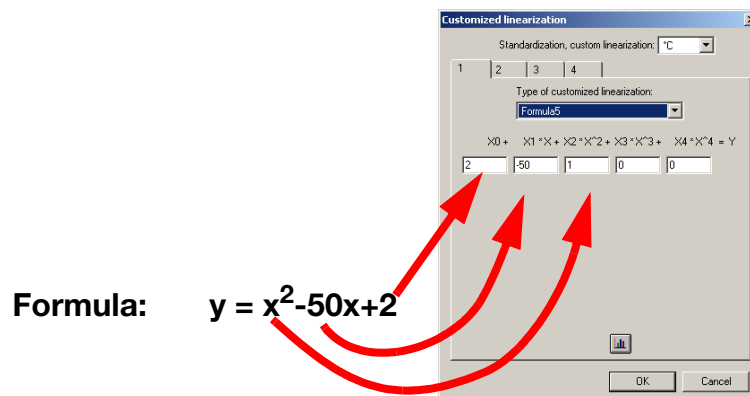 Customized linearization
Standardization, custom linearization: °C
1 2 3 4
Type of customized linearization:
Formula5
X0 + X1 *X + X2 *X^2 + X3 *X^3 + X4 *X^4 = Y
2 -50 1 0 0
Formula: y = x²-50x+2
OK Cancel